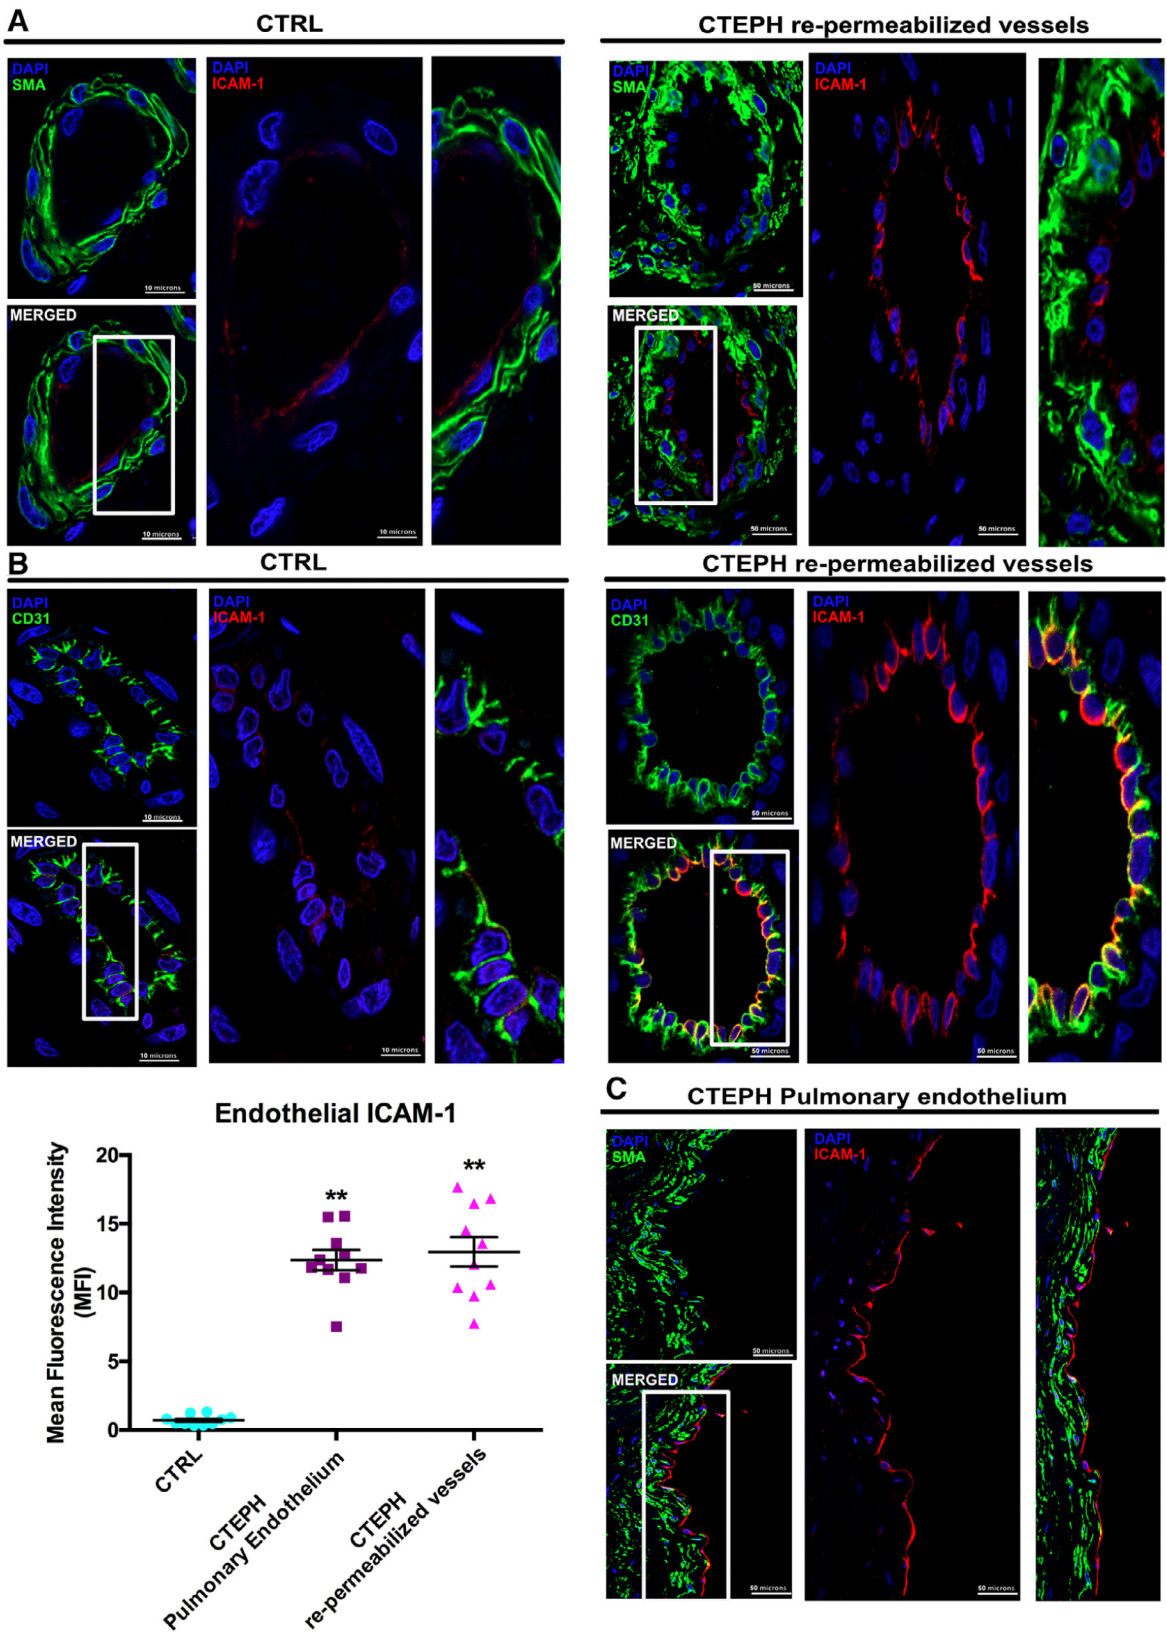 A
CTRL
CTEPH re-permeabilized vessels
DAPI
SMA
10 microns
DAPI
ICAM-1
10 microns
MERGED
10 microns
DAPI
SMA
50 microns
DAPI
ICAM-1
50 microns
MERGED
50 microns
B
CTRL
CTEPH re-permeabilized vessels
DAPI
CD31
10 microns
DAPI
ICAM-1
10 microns
MERGED
10 microns
DAPI
CD31
50 microns
DAPI
ICAM-1
50 microns
MERGED
50 microns
Endothelial ICAM-1
Mean Fluorescence Intensity
(MFI)
20
15
10
5
0
**
**
CTRL
CTEPH
Pulmonary Endothelium
CTEPH
re-permeabilized vessels
C
CTEPH Pulmonary endothelium
DAPI
SMA
50 microns
DAPI
ICAM-1
50 microns
MERGED
50 microns